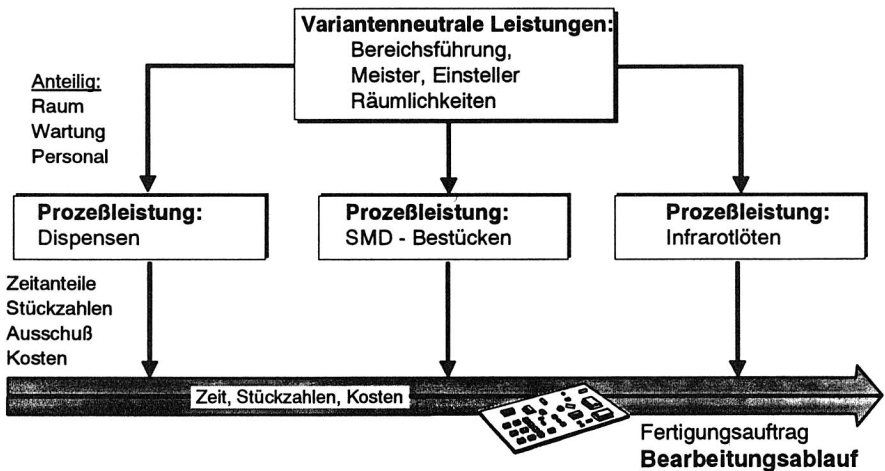 Variantenneutrale Leistungen:
Bereichsführung,
Meister, Einsteller
Räumlichkeiten
Anteilig:
Raum
Wartung
Personal
Prozeßleistung:
Dispensen
Prozeßleistung:
SMD - Bestücken
Prozeßleistung:
Infrarotlöten
Zeitanteile
Stückzahlen
Ausschuß
Kosten
Zeit, Stückzahlen, Kosten
Fertigungsauftrag
Bearbeitungsablauf